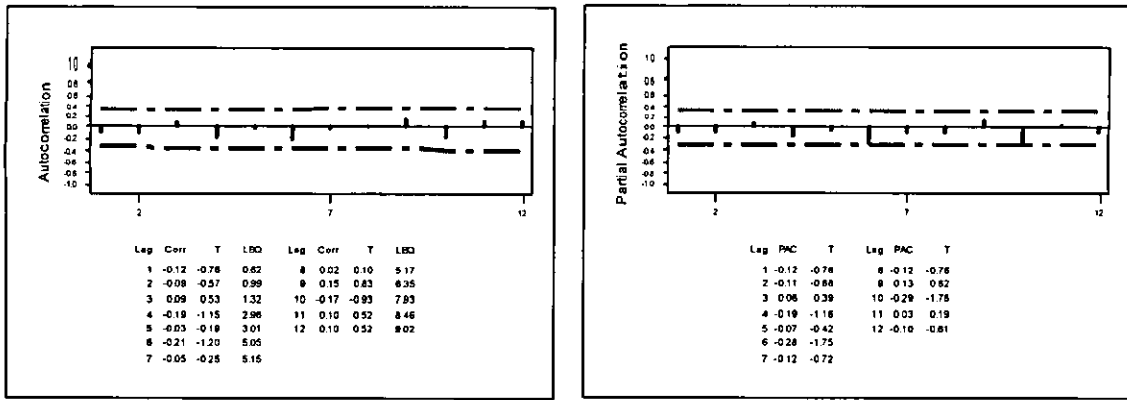 Autocorrelation
1.0
0.8
0.6
0.4
0.2
0.0
-0.2
-0.4
-0.6
-0.8
-1.0
2 7 12
Lag Corr T LBQ Lag Corr T LBQ
1 -0.12 -0.76 0.62 8 0.02 0.10 5.17
2 -0.09 -0.57 0.99 9 0.15 0.83 6.35
3 0.09 0.53 1.32 10 -0.17 -0.93 7.93
4 -0.19 -1.15 2.96 11 0.10 0.52 8.46
5 -0.03 -0.19 3.01 12 0.10 0.52 9.02
6 -0.21 -1.20 5.05
7 -0.05 -0.25 5.15
Partial Autocorrelation
1.0
0.8
0.6
0.4
0.2
0.0
-0.2
-0.4
-0.6
-0.8
-1.0
2 7 12
Lag PAC T Lag PAC T
1 -0.12 -0.76 8 -0.12 -0.76
2 -0.11 -0.68 9 0.13 0.82
3 0.06 0.39 10 -0.29 -1.76
4 -0.19 -1.16 11 0.03 0.19
5 -0.07 -0.42 12 -0.10 -0.61
6 -0.28 -1.75
7 -0.12 -0.72